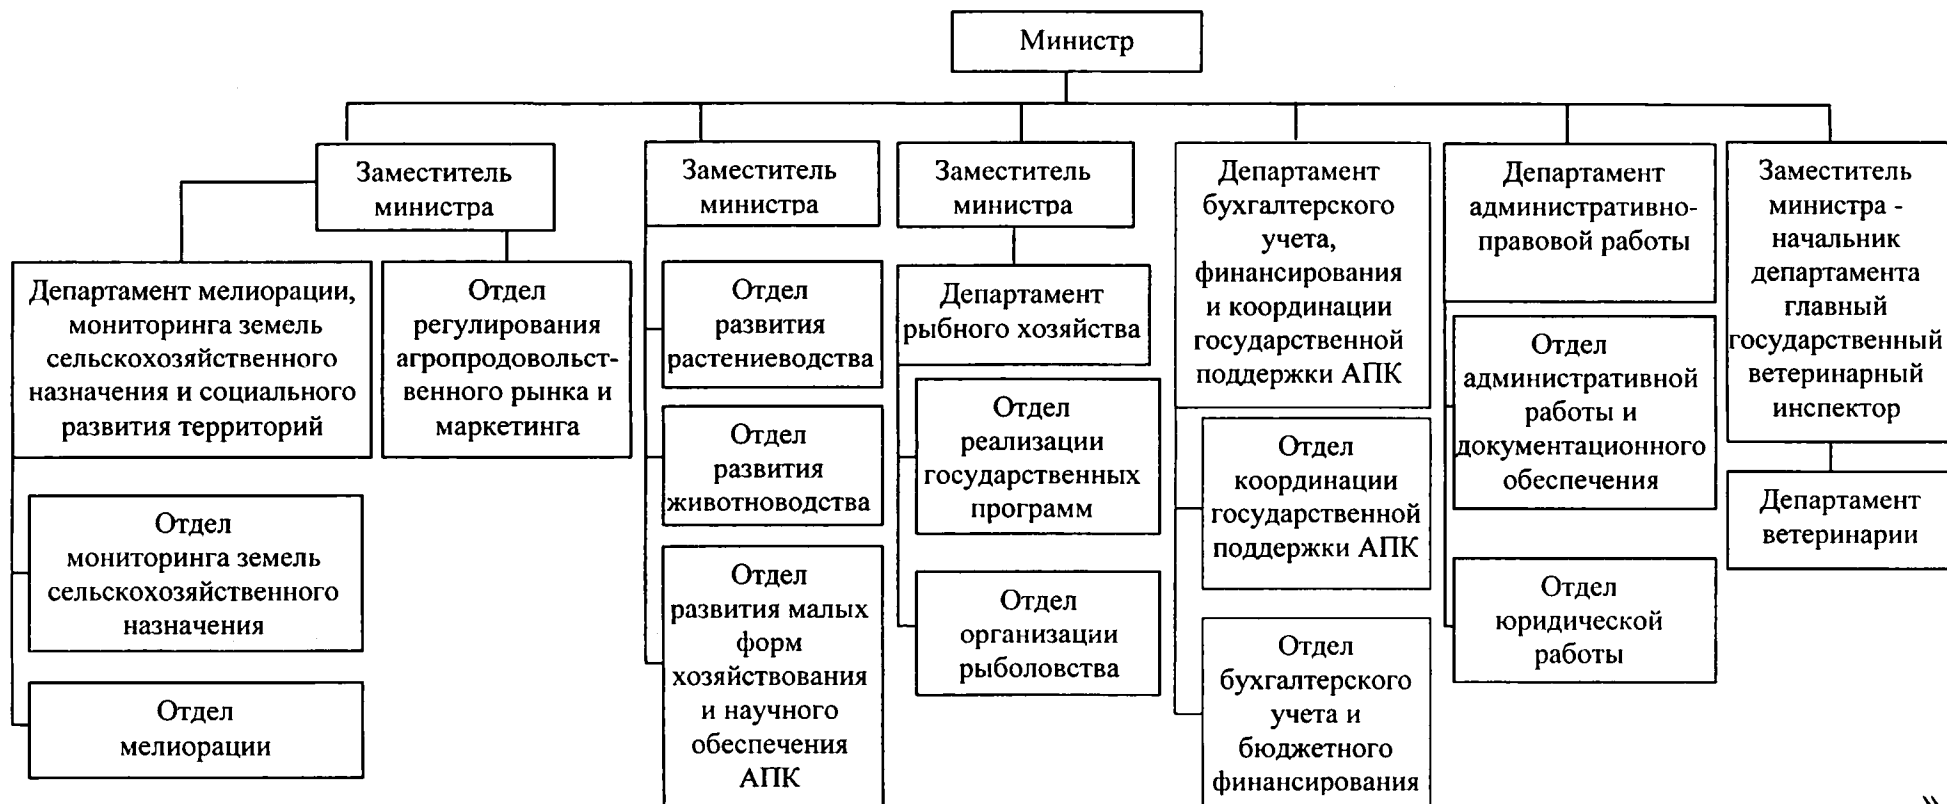 Министр
Заместитель
министра
Заместитель
министра
Заместитель
министра
Департамент
бухгалтерского
учета,
финансирования
и координации
государственной
поддержки АПК
Департамент
административно-
правовой работы
Заместитель
министра -
начальник
департамента
главный
государственный
ветеринарный
инспектор
Департамент мелиорации,
мониторинга земель
сельскохозяйственного
назначения и социального
развития территорий
Отдел
регулирования
агропродовольст-
венного рынка и
маркетинга
Отдел
развития
растениеводства
Департамент
рыбного хозяйства
Отдел
административной
работы и
документационного
обеспечения
Отдел
развития
животноводства
Отдел
реализации
государственных
программ
Отдел
координации
государственной
поддержки АПК
Департамент
ветеринарии
Отдел
мониторинга земель
сельскохозяйственного
назначения
Отдел
развития малых
форм
хозяйствования
и научного
обеспечения
АПК
Отдел
организации
рыболовства
Отдел
юридической
работы
Отдел
бухгалтерского
учета и
бюджетного
финансирования
Отдел
мелиорации
»